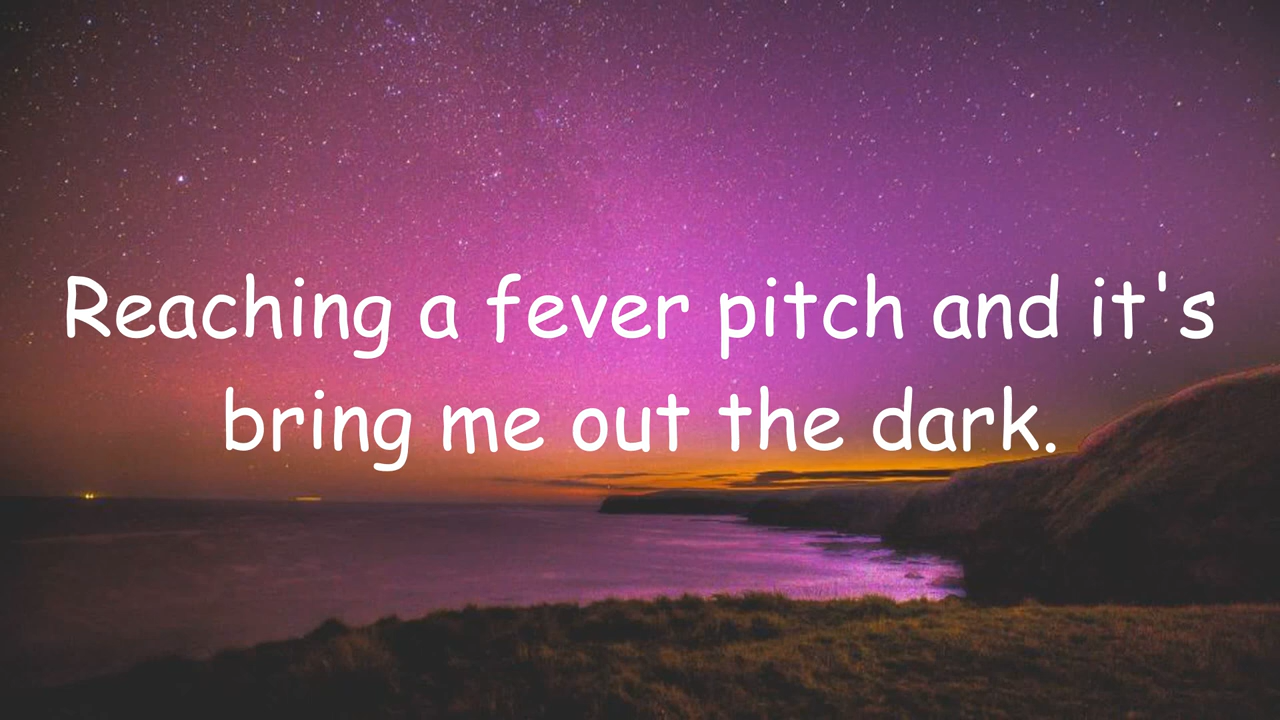 Reaching a fever pitch and it's
bring me out the dark.